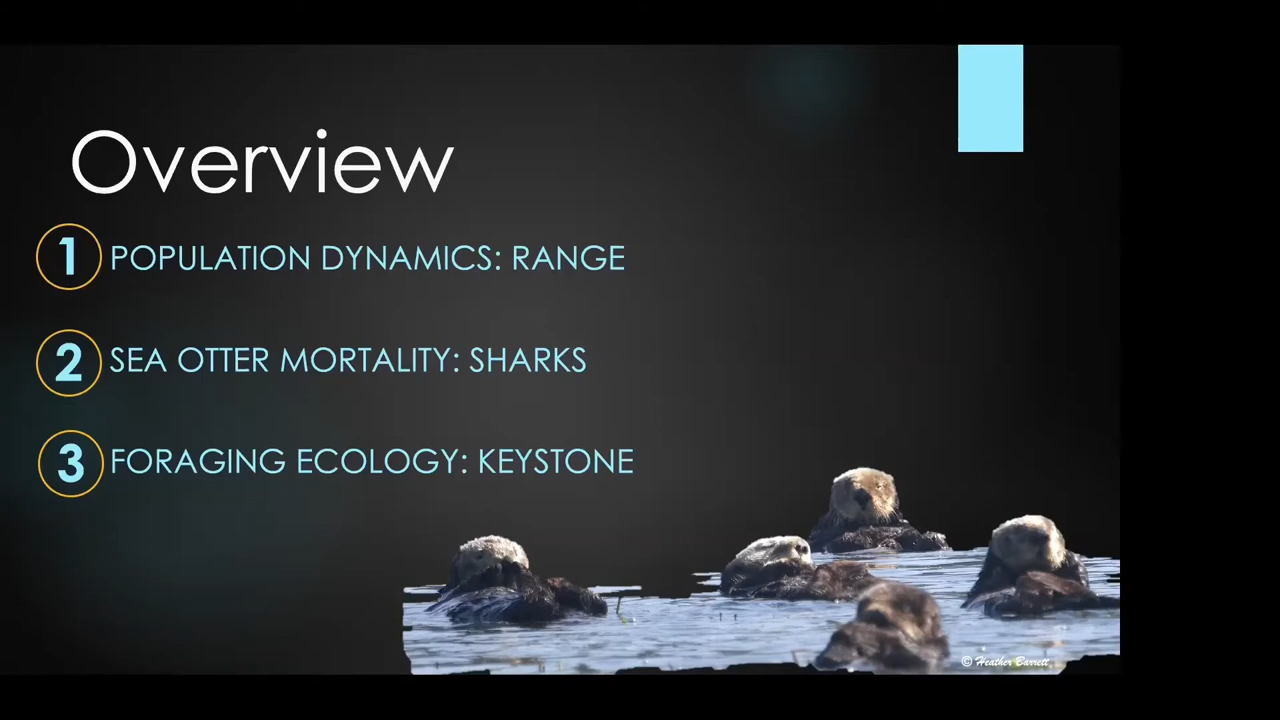 Overview
1 POPULATION DYNAMICS: RANGE
2 SEA OTTER MORTALITY: SHARKS
3 FORAGING ECOLOGY: KEYSTONE
© Heather Barrett